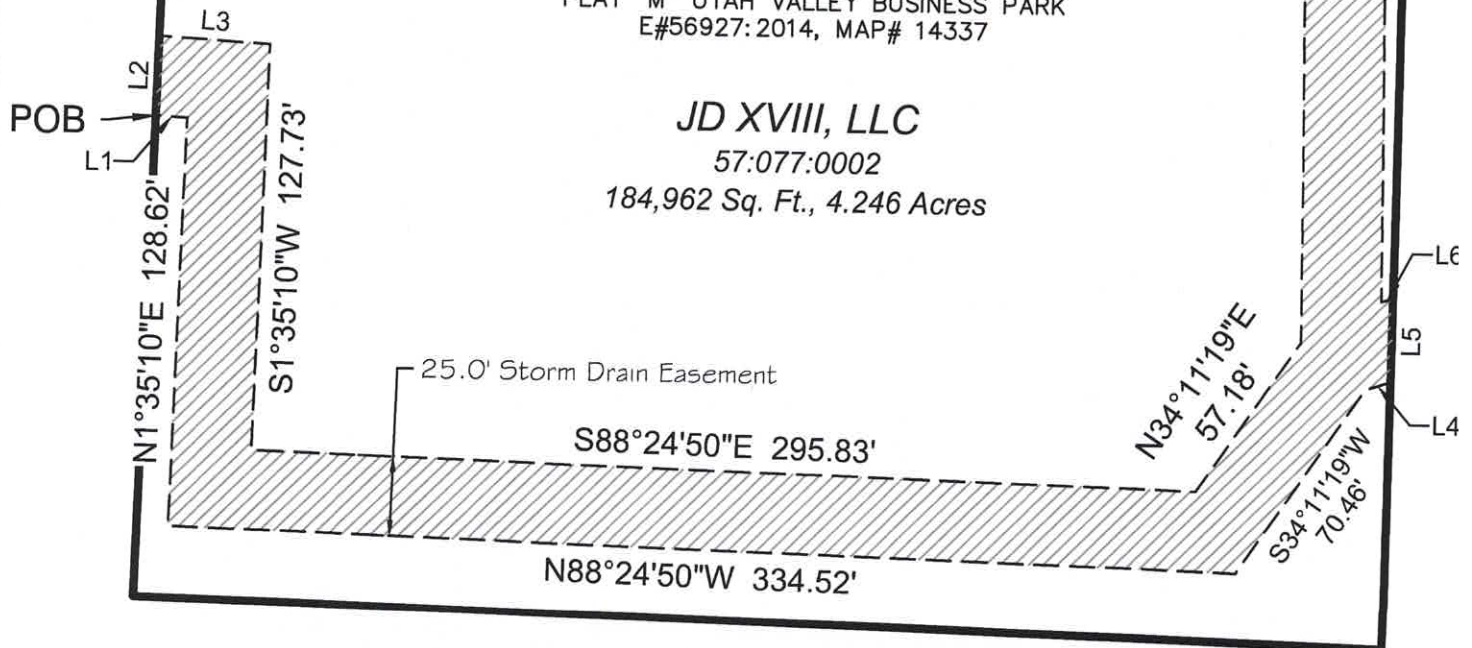 PLAT "M" UTAH VALLEY BUSINESS PARK
E#56927:2014, MAP# 14337
L3
L2
POB
L1
JD XVIII, LLC
57:077:0002
184,962 Sq. Ft., 4.246 Acres
N1°35'10"E 128.62'
S1°35'10"W 127.73'
L6
L5
L4
25.0' Storm Drain Easement
N34°11'19"E
57.18'
S88°24'50"E 295.83'
S34°11'19"W
70.46'
N88°24'50"W 334.52'